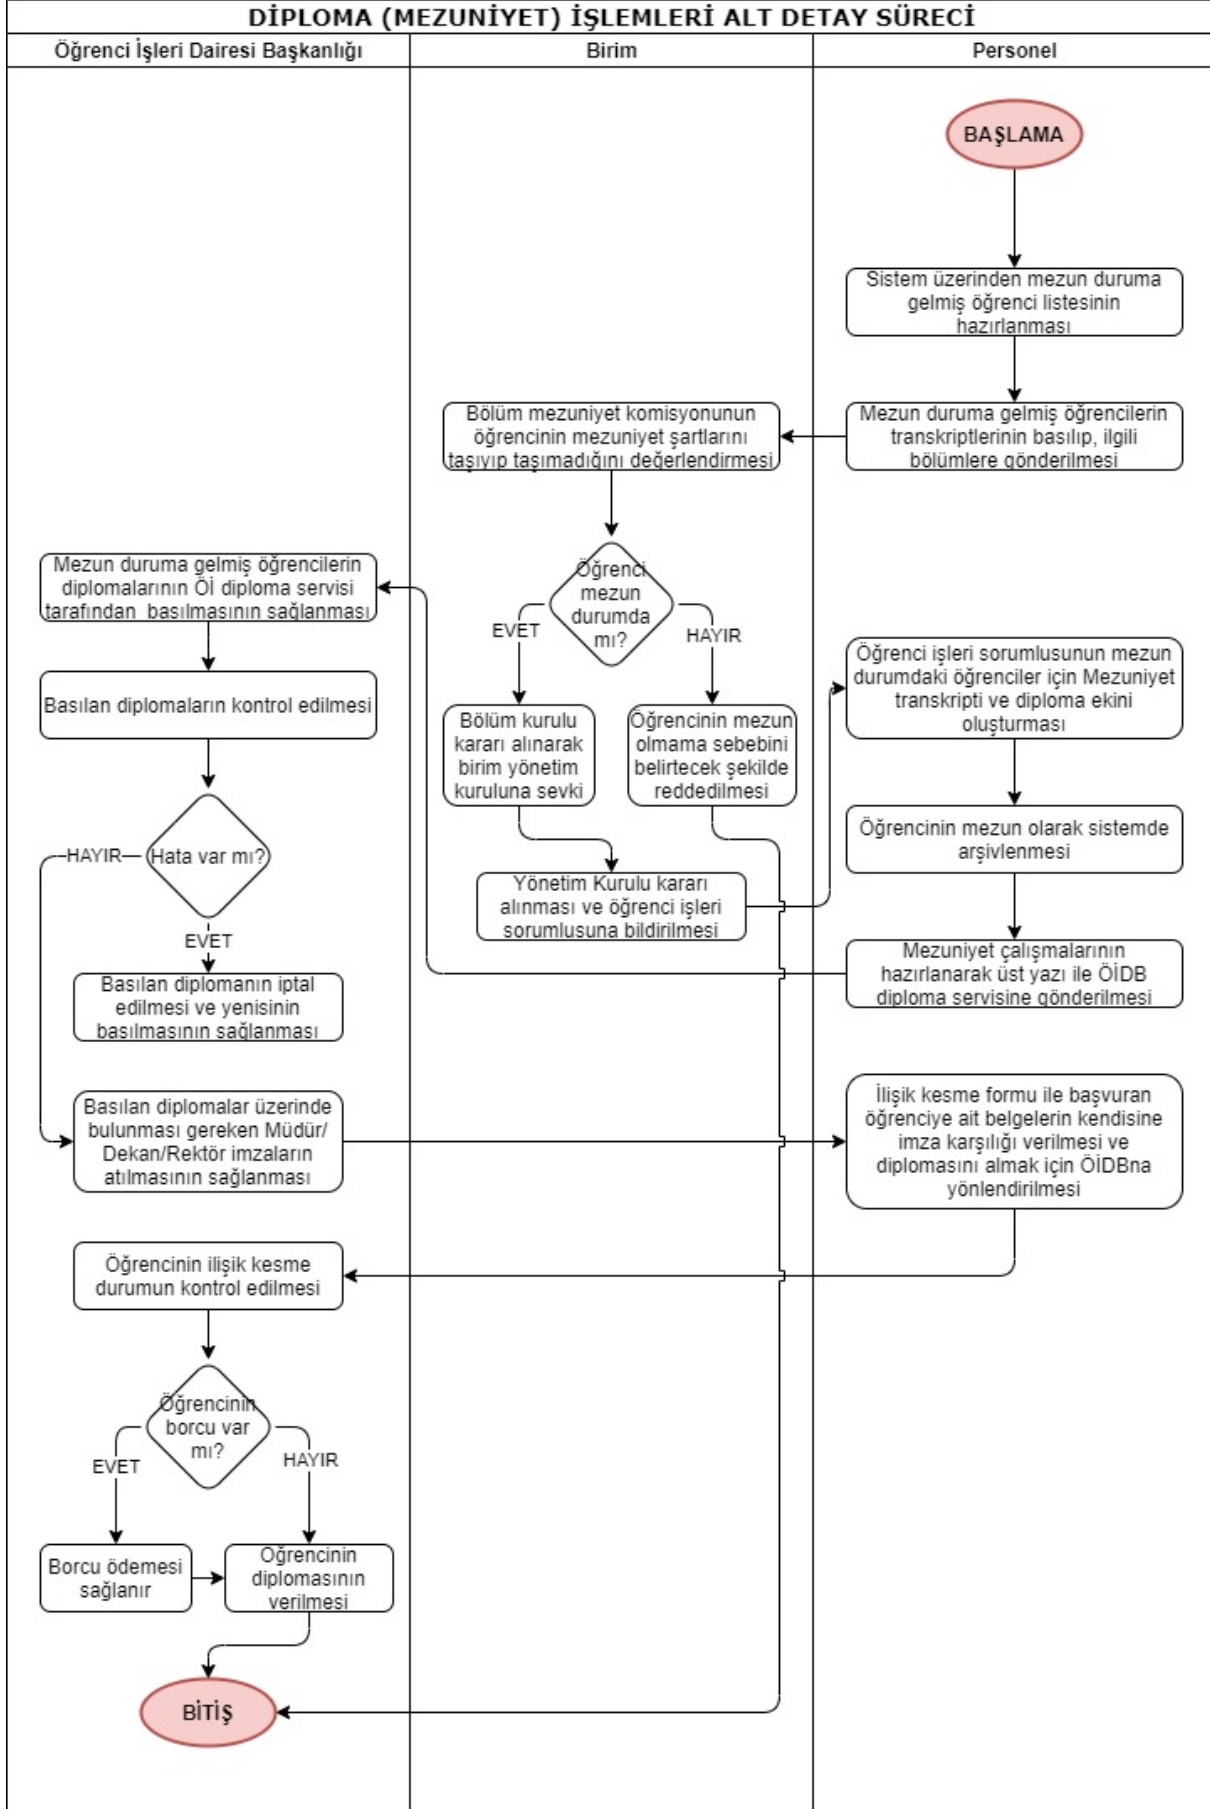 DİPLOMA (MEZUNİYET) İŞLEMLERİ ALT DETAY SÜRECİ
Öğrenci İşleri Dairesi Başkanlığı
Birim
Personel
BAŞLAMA
Sistem üzerinden mezun duruma
gelmiş öğrenci listesinin
hazırlanması
Mezun duruma gelmiş öğrencilerin
transkriptlerinin basılıp, ilgili
bölümlere gönderilmesi
Bölüm mezuniyet komisyonunun
öğrencinin mezuniyet şartlarını
taşıyıp taşımadığını değerlendirmesi
Öğrenci
mezun
durumda
mı?
EVET
HAYIR
Bölüm kurulu
kararı alınarak
birim yönetim
kuruluna sevki
Öğrencinin mezun
olmama sebebini
belirtecek şekilde
reddedilmesi
Yönetim Kurulu kararı
alınması ve öğrenci işleri
sorumlusuna bildirilmesi
Öğrenci işleri sorumlusunun mezun
durumdaki öğrenciler için Mezuniyet
transkripti ve diploma ekini
oluşturması
Öğrencinin mezun olarak sistemde
arşivlenmesi
Mezuniyet çalışmalarının
hazırlanarak üst yazı ile ÖİDB
diploma servisine gönderilmesi
Mezun duruma gelmiş öğrencilerin
diplomalarının Öİ diploma servisi
tarafından basılmasının sağlanması
Basılan diplomaların kontrol edilmesi
Hata var mı?
HAYIR
EVET
Basılan diplomanın iptal
edilmesi ve yenisinin
basılmasının sağlanması
Basılan diplomalar üzerinde
bulunması gereken Müdür/
Dekan/Rektör imzaların
atılmasının sağlanması
İlişik kesme formu ile başvuran
öğrenciye ait belgelerin kendisine
imza karşılığı verilmesi ve
diplomasını almak için ÖİDBna
yönlendirilmesi
Öğrencinin ilişik kesme
durumun kontrol edilmesi
Öğrencinin
borcu var
mı?
EVET
HAYIR
Borcu ödemesi
sağlanır
Öğrencinin
diplomasının
verilmesi
BİTİŞ